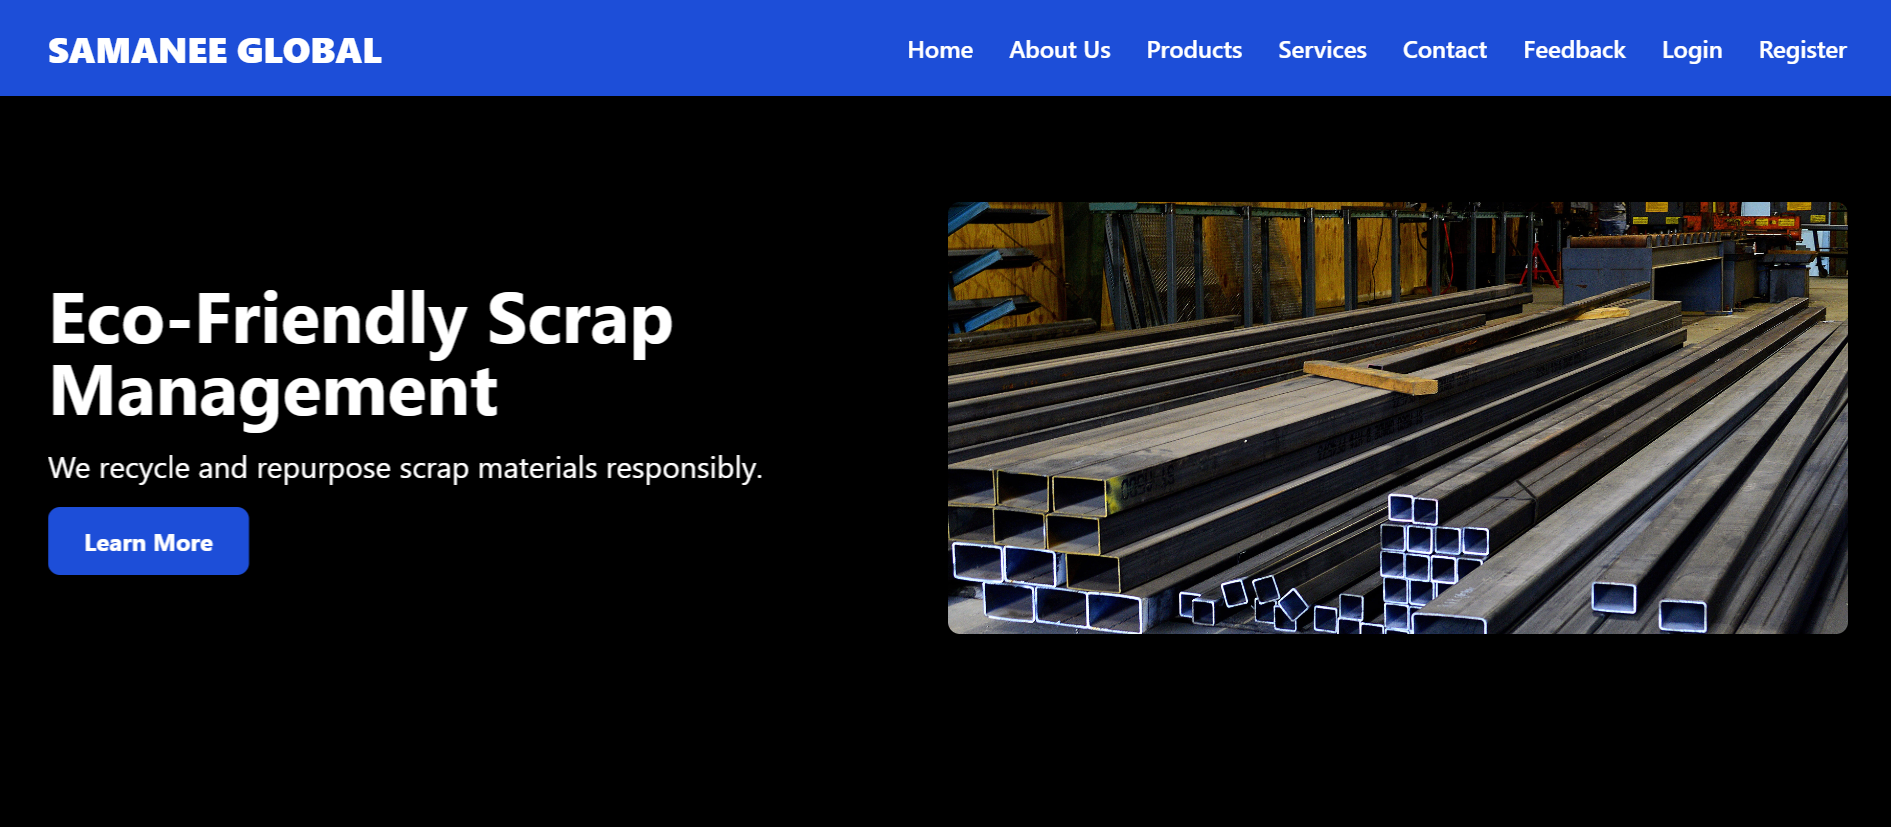 SAMANEE GLOBAL
Home About Us Products Services Contact Feedback Login Register
Eco-Friendly Scrap
Management
We recycle and repurpose scrap materials responsibly.
Learn More